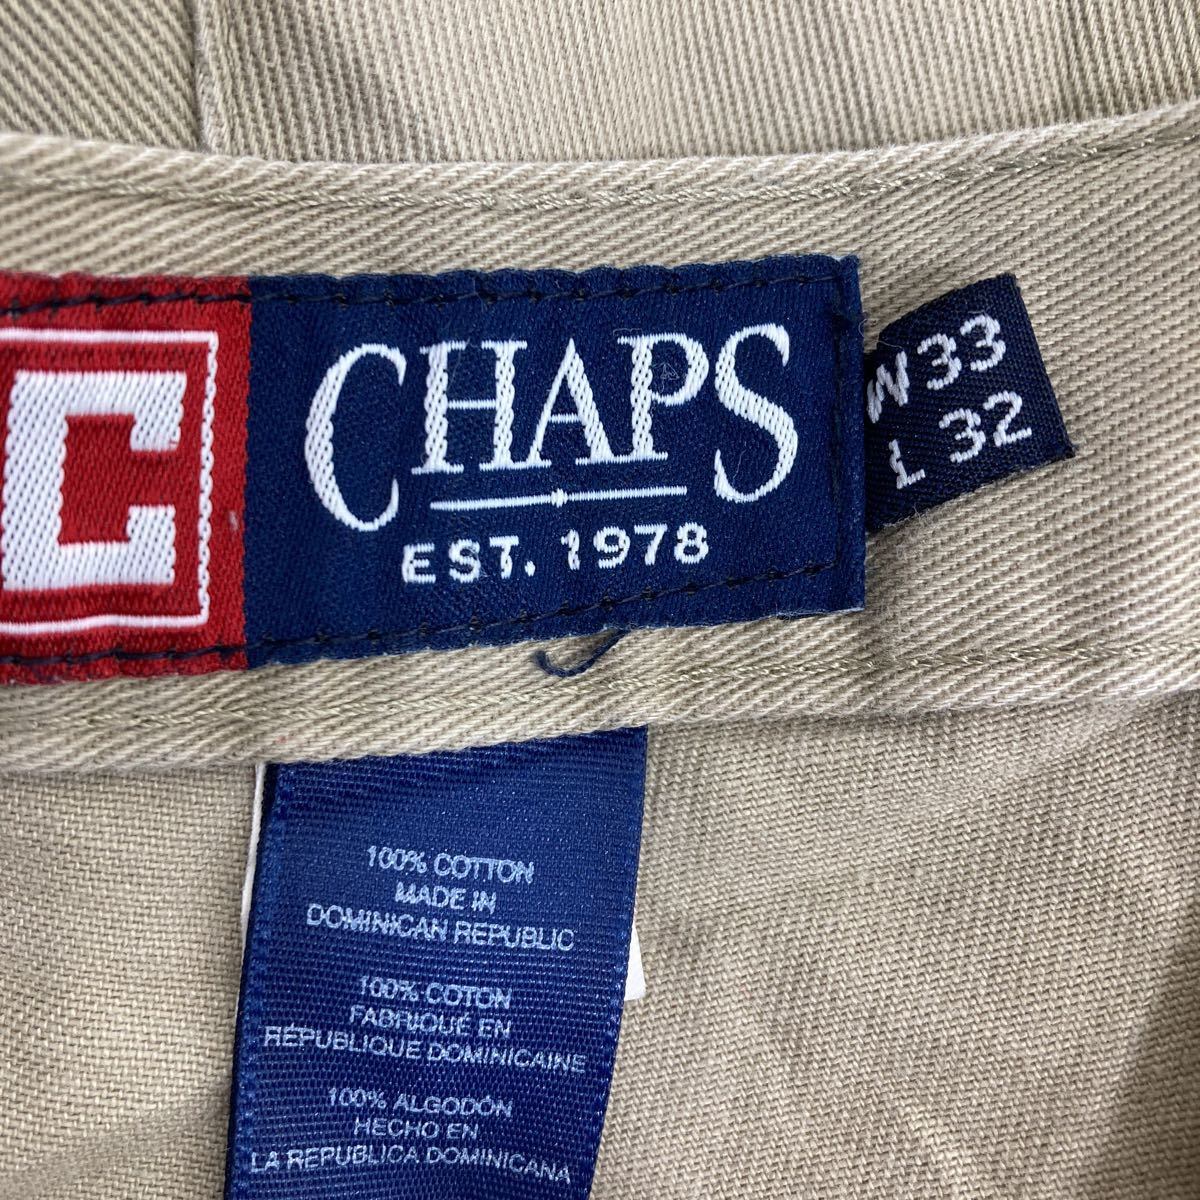 C
CHAPS
EST. 1978
W 33
L 32
100% COTTON
MADE IN
DOMINICAN REPUBLIC
100% COTON
FABRIQUÉ EN
RÉPUBLIQUE DOMINICAINE
100% ALGODÓN
HECHO EN
LA REPUBLICA DOMINICANA